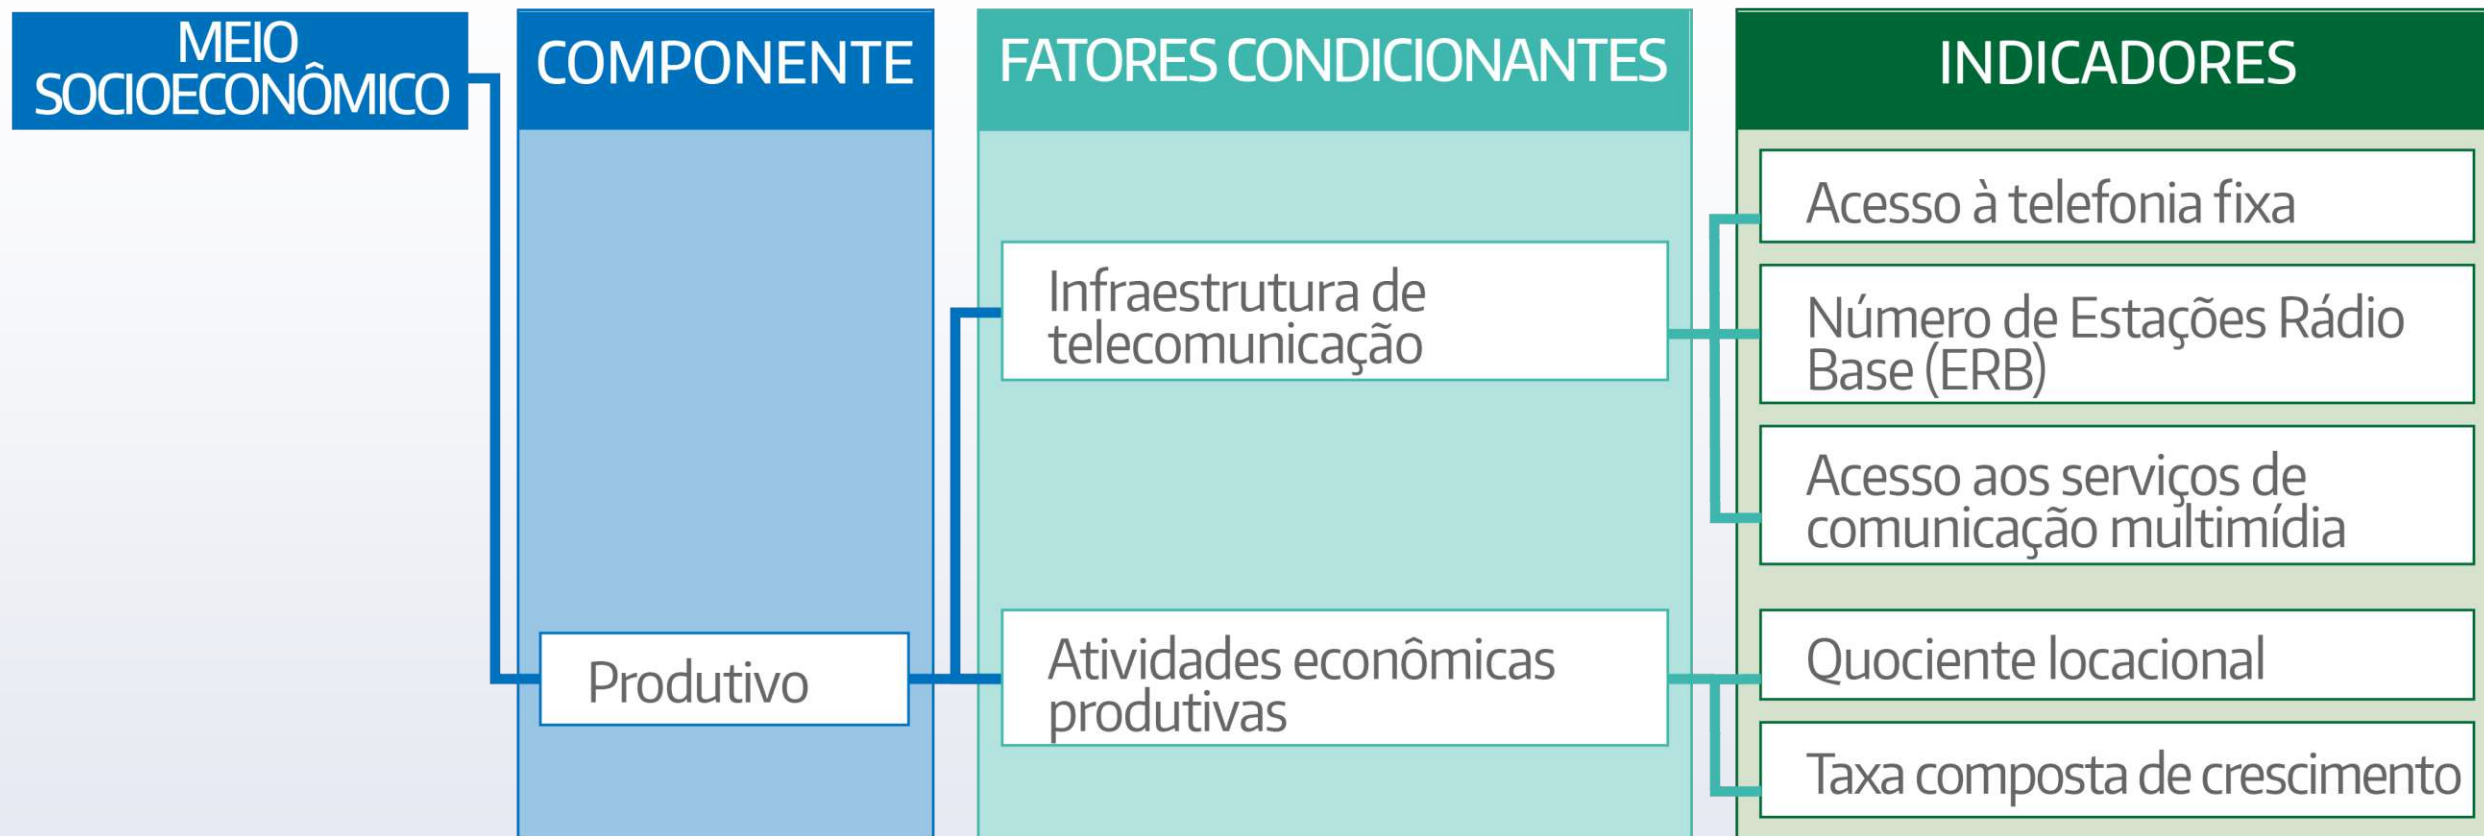 MEIO
SOCIOECONÔMICO
COMPONENTE
FATORES CONDICIONANTES
INDICADORES
Produtivo
Infraestrutura de
telecomunicação
Atividades econômicas
produtivas
Acesso à telefonia fixa
Número de Estações Rádio
Base (ERB)
Acesso aos serviços de
comunicação multimídia
Quociente locacional
Taxa composta de crescimento